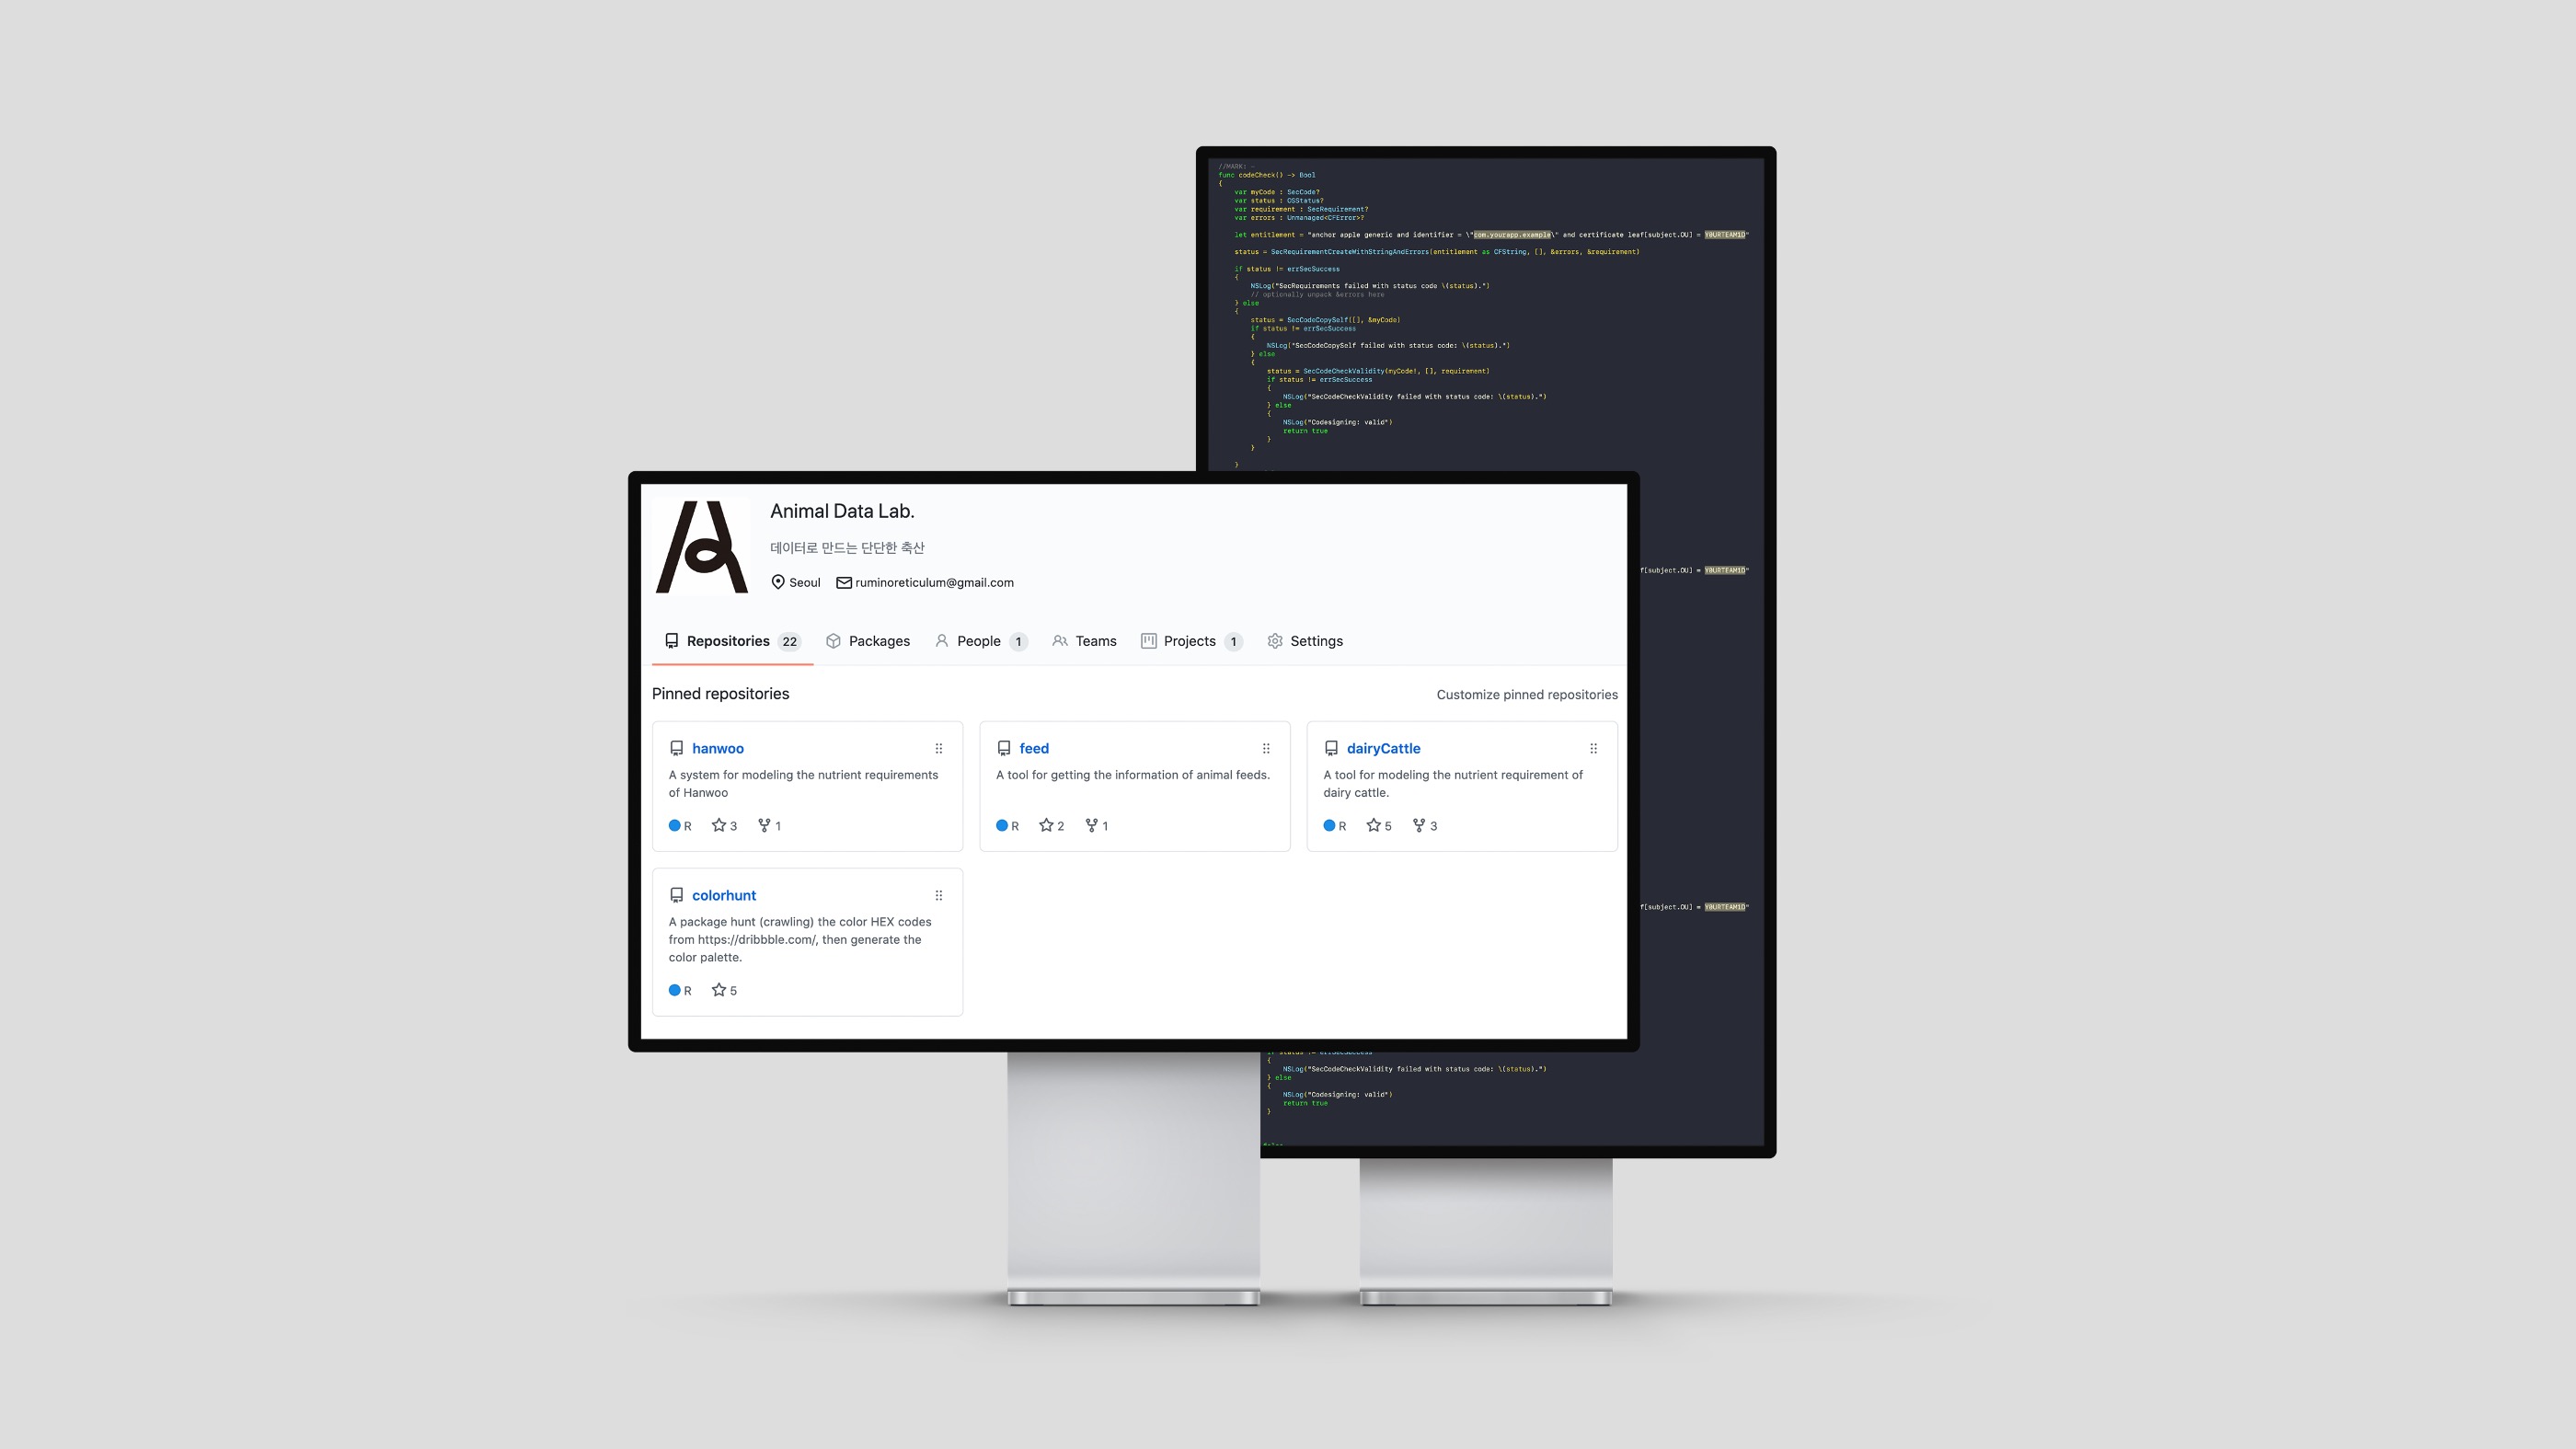 //MARK: -
func codeCheck() -> Bool
{
var myCode : SecCode?
var status : OSStatus?
var requirement : SecRequirement?
var errors : Unmanaged<CFError>?
let entitlement = "anchor apple generic and identifier = \"com.yourapp.example\" and certificate leaf[subject.OU] = Y0URTEAM1D"
status = SecRequirementCreateWithStringAndErrors(entitlement as CFString, [], &errors, &requirement)
if status != errSecSuccess
{
NSLog("SecRequirements failed with status code \(status).")
// optionally unpack &errors here
} else
{
status = SecCodeCopySelf([], &myCode)
if status != errSecSuccess
{
NSLog("SecCodeCopySelf failed with status code: \(status).")
} else
{
status = SecCodeCheckValidity(myCode!, [], requirement)
if status != errSecSuccess
{
NSLog("SecCodeCheckValidity failed with status code: \(status).")
} else
{
NSLog("Codesigning: valid")
return true
}
}
}
Animal Data Lab.
데이터로 만드는 단단한 축산
Seoul ruminoreticulum@gmail.com
f[subject.OU] = Y0URTEAM1D"
Repositories 22 Packages People 1 Teams Projects 1 Settings
Pinned repositories Customize pinned repositories
hanwoo
A system for modeling the nutrient requirements
of Hanwoo
R 3 1
feed
A tool for getting the information of animal feeds.
R 2 1
dairyCattle
A tool for modeling the nutrient requirement of
dairy cattle.
R 5 3
colorhunt
A package hunt (crawling) the color HEX codes
from https://dribbble.com/, then generate the
color palette.
R 5
f[subject.OU] = Y0URTEAM1D"
if status != errSecSuccess
{
NSLog("SecCodeCheckValidity failed with status code: \(status).")
} else
{
NSLog("Codesigning: valid")
return true
}